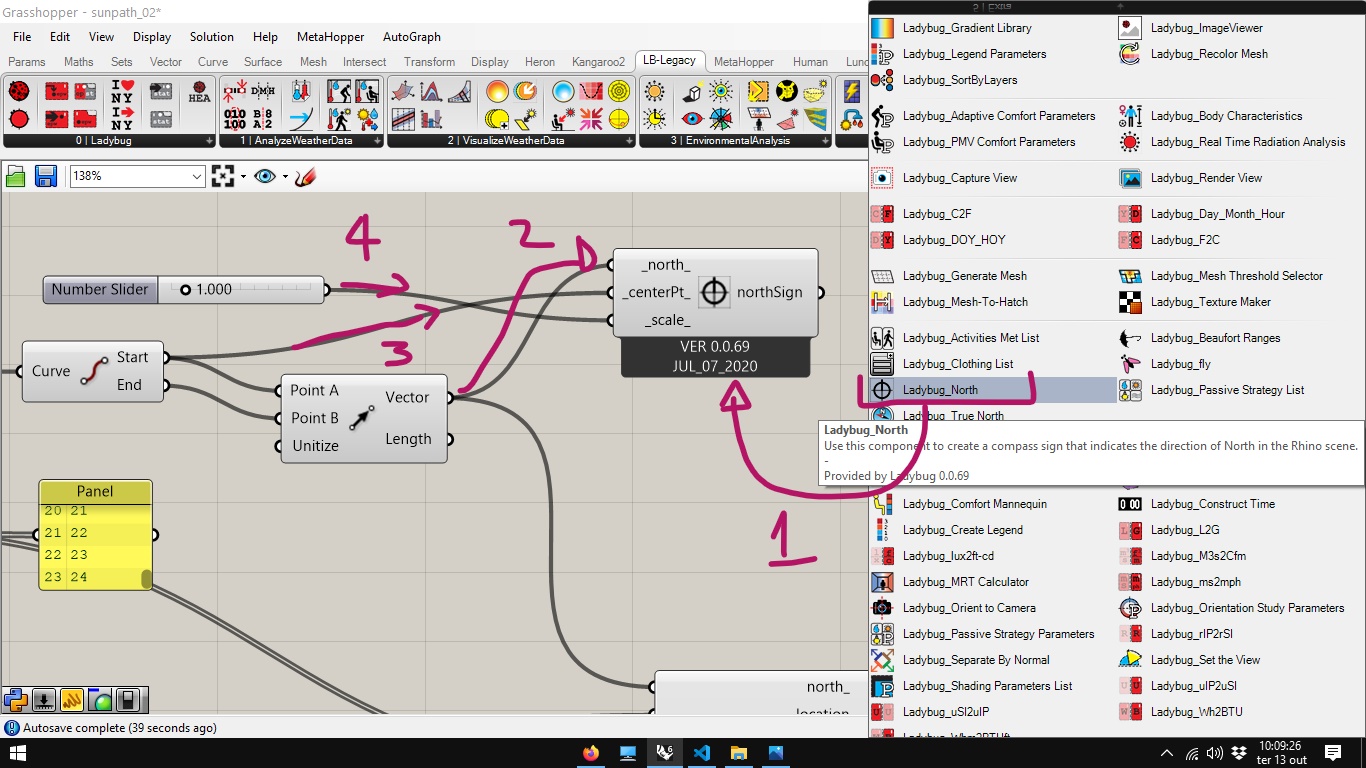 Grasshopper - sunpath_02*
File Edit View Display Solution Help MetaHopper AutoGraph
Params Maths Sets Vector Curve Surface Mesh Intersect Transform Display Heron Kangaroo2 LB-Legacy MetaHopper Human
I♥NY HEA
010 100 I➔NY
0 | Ladybug 1 | AnalyzeWeatherData 2 | VisualizeWeatherData 3 | EnvironmentalAnalysis
138%
4 2
Number Slider 1.000
_north_
_centerPt_ northSign
_scale_
VER 0.0.69
JUL_07_2020
3
Curve Start
End
Point A Vector
Point B
Unitize Length
Panel
20 21
21 22
22 23
23 24
1
north_
Autosave complete (39 seconds ago)
Ladybug_Gradient Library Ladybug_ImageViewer
Ladybug_Legend Parameters Ladybug_Recolor Mesh
Ladybug_SortByLayers
Ladybug_Adaptive Comfort Parameters Ladybug_Body Characteristics
Ladybug_PMV Comfort Parameters Ladybug_Real Time Radiation Analysis
Ladybug_Capture View Ladybug_Render View
Ladybug_C2F Ladybug_Day_Month_Hour
Ladybug_DOY_HOY Ladybug_F2C
Ladybug_Generate Mesh Ladybug_Mesh Threshold Selector
Ladybug_Mesh-To-Hatch Ladybug_Texture Maker
Ladybug_Activities Met List Ladybug_Beaufort Ranges
Ladybug_Clothing List Ladybug_fly
Ladybug_North Ladybug_Passive Strategy List
Ladybug_True North
Ladybug_North
Use this component to create a compass sign that indicates the direction of North in the Rhino scene.
-
Provided by Ladybug 0.0.69
Ladybug_Comfort Mannequin Ladybug_Construct Time
Ladybug_Create Legend Ladybug_L2G
Ladybug_lux2ft-cd Ladybug_M3s2Cfm
Ladybug_MRT Calculator Ladybug_ms2mph
Ladybug_Orient to Camera Ladybug_Orientation Study Parameters
Ladybug_Passive Strategy Parameters Ladybug_rIP2rSI
Ladybug_Separate By Normal Ladybug_Set the View
Ladybug_Shading Parameters List Ladybug_uIP2uSI
Ladybug_uSI2uIP Ladybug_Wh2BTU
10:09:26
ter 13 out